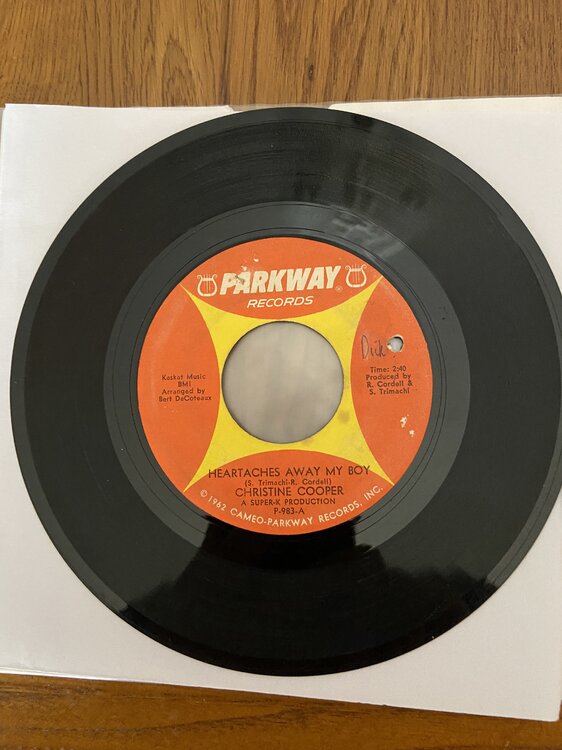 PARKWAY®
RECORDS
Dick
Kaskat Music
BMI
Arranged by
Bert DeCoteaux
Time: 2:40
Produced by
R. Cordell &
S. Trimachi
HEARTACHES AWAY MY BOY
(S. Trimachi-R. Cordell)
CHRISTINE COOPER
A SUPER-K PRODUCTION
P-983-A
© 1962 CAMEO-PARKWAY RECORDS, INC.